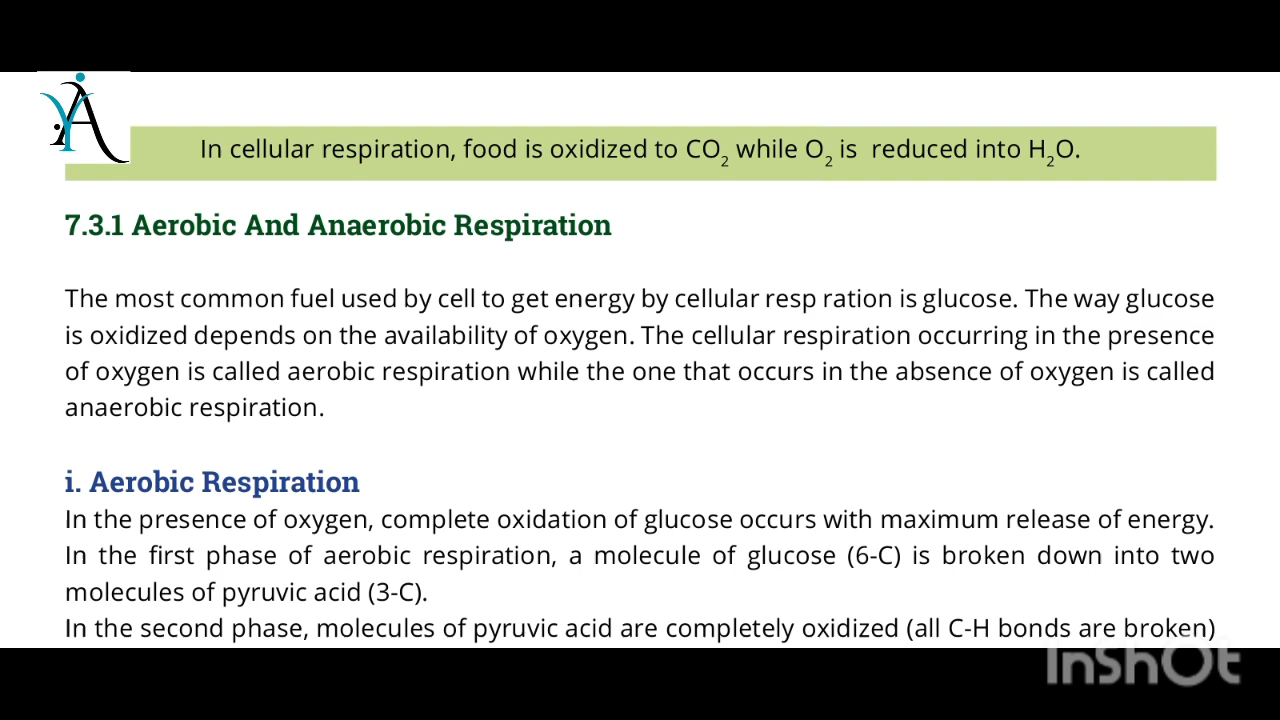 In cellular respiration, food is oxidized to CO₂ while O₂ is reduced into H₂O.
7.3.1 Aerobic And Anaerobic Respiration
The most common fuel used by cell to get energy by cellular resp ration is glucose. The way glucose
is oxidized depends on the availability of oxygen. The cellular respiration occurring in the presence
of oxygen is called aerobic respiration while the one that occurs in the absence of oxygen is called
anaerobic respiration.
i. Aerobic Respiration
In the presence of oxygen, complete oxidation of glucose occurs with maximum release of energy.
In the first phase of aerobic respiration, a molecule of glucose (6-C) is broken down into two
molecules of pyruvic acid (3-C).
In the second phase, molecules of pyruvic acid are completely oxidized (all C-H bonds are broken)
InShOt